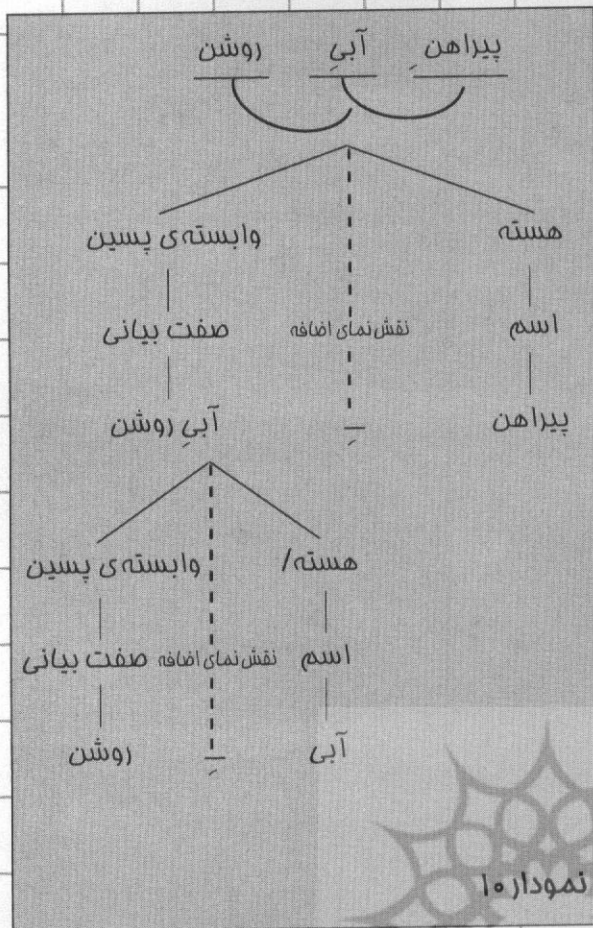 پیراهنِ آبیِ روشن
هسته وابسته‌ی پسین
اسم نقش نمای اضافه صفت بیانی
پیراهن ـِ آبیِ روشن
هسته/ وابسته‌ی پسین
اسم نقش نمای اضافه صفت بیانی
آبی ـِ روشن
نمودار ۱۰